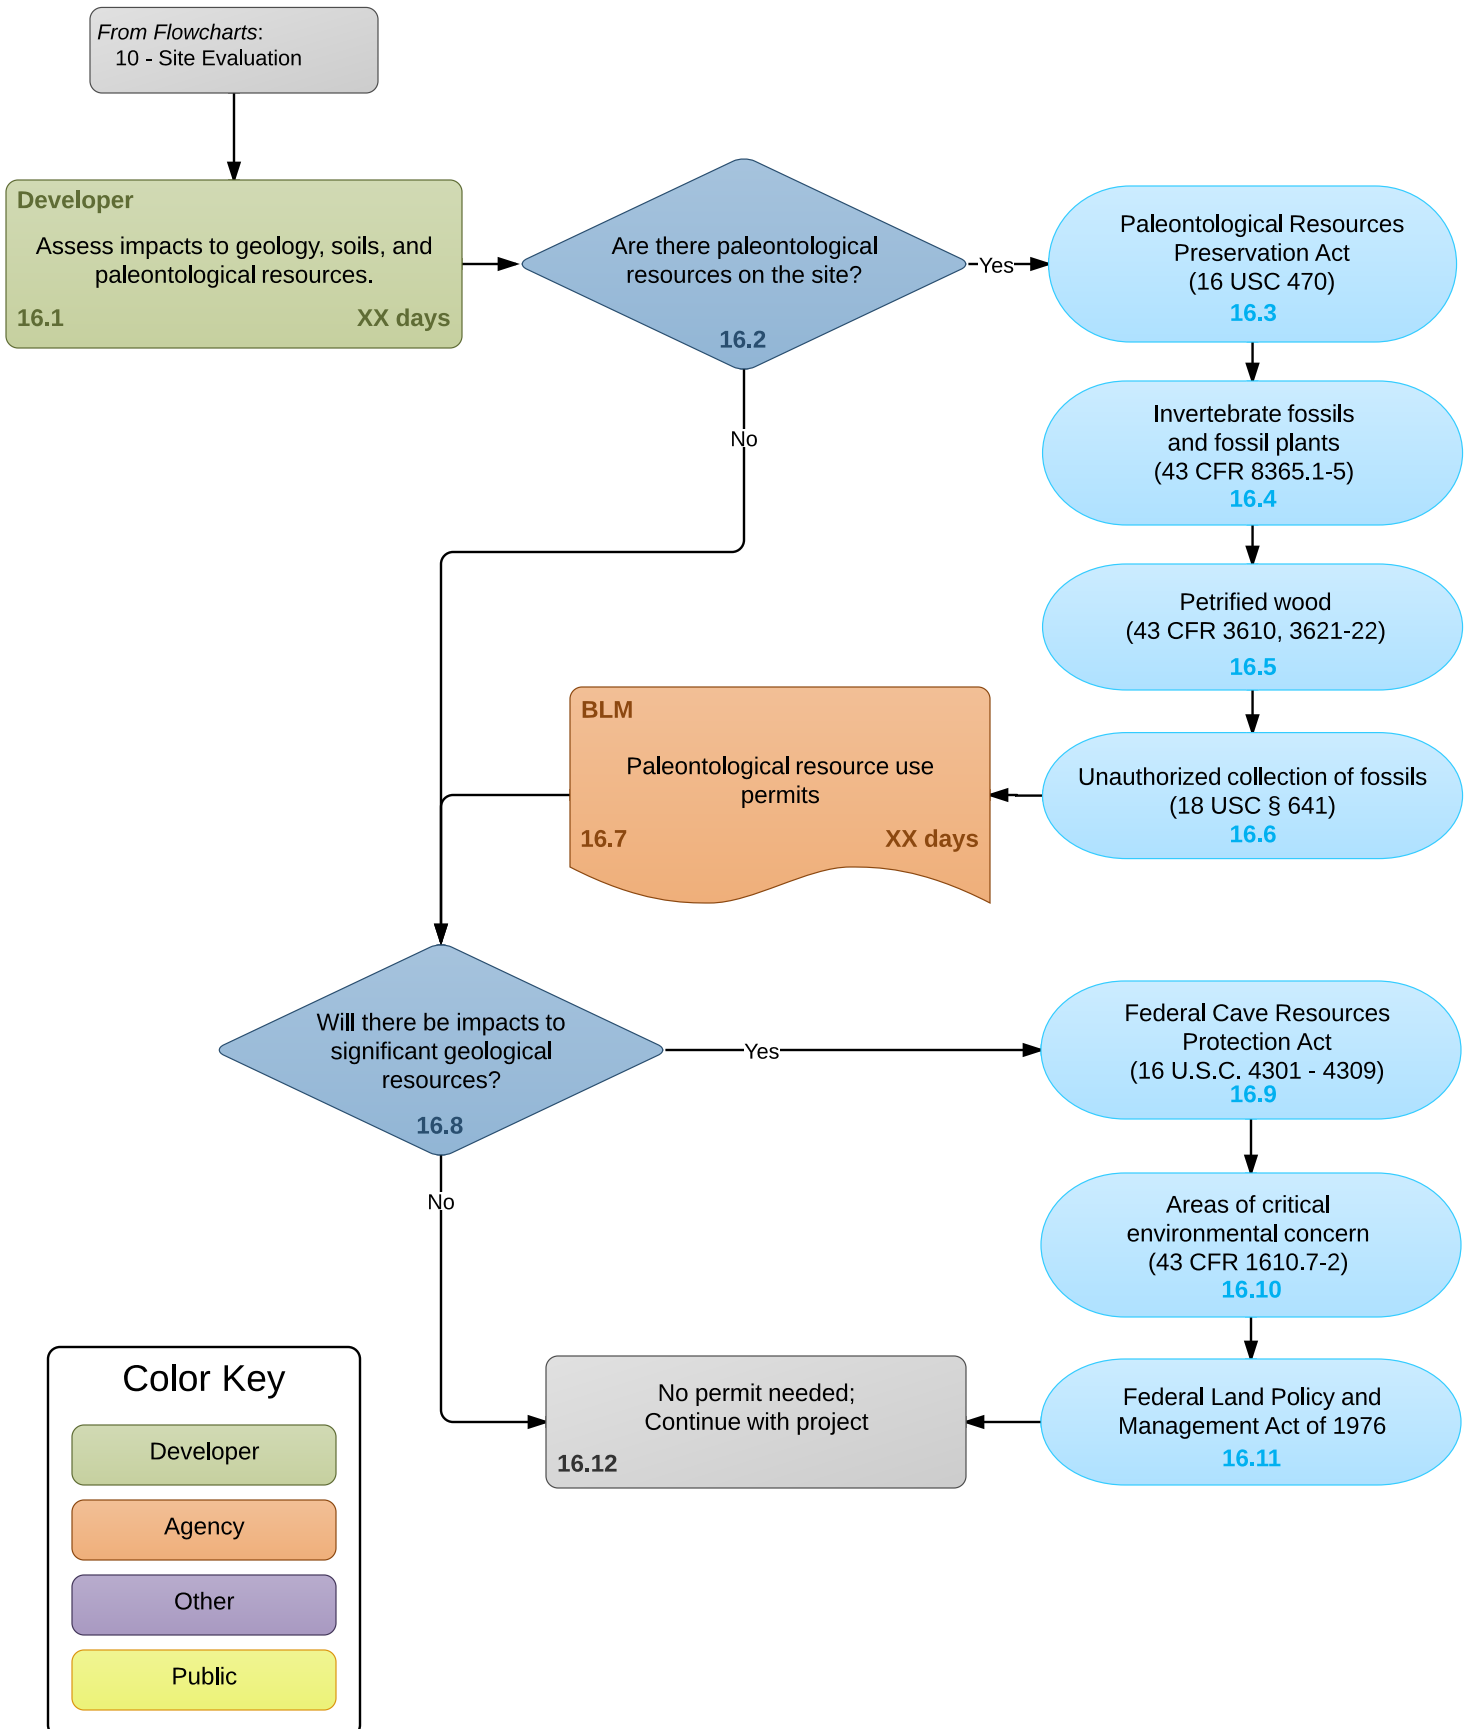 From Flowcharts:
10 - Site Evaluation
Developer
Assess impacts to geology, soils, and
paleontological resources.
16.1 XX days
Are there paleontological
resources on the site?
16.2
Yes
No
Paleontological Resources
Preservation Act
(16 USC 470)
16.3
Invertebrate fossils
and fossil plants
(43 CFR 8365.1-5)
16.4
Petrified wood
(43 CFR 3610, 3621-22)
16.5
Unauthorized collection of fossils
(18 USC § 641)
16.6
BLM
Paleontological resource use
permits
16.7 XX days
Will there be impacts to
significant geological
resources?
16.8
Yes
No
Federal Cave Resources
Protection Act
(16 U.S.C. 4301 - 4309)
16.9
Areas of critical
environmental concern
(43 CFR 1610.7-2)
16.10
Federal Land Policy and
Management Act of 1976
16.11
No permit needed;
Continue with project
16.12
Color Key
Developer
Agency
Other
Public